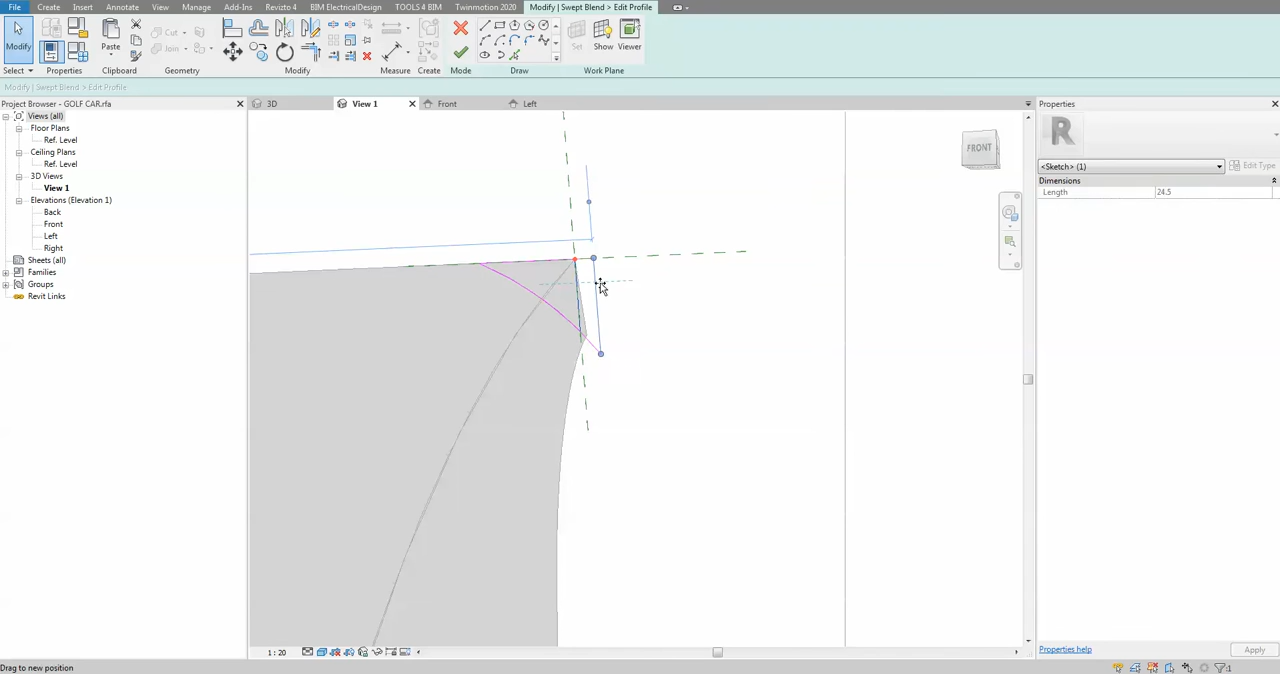 File Create Insert Annotate View Manage Add-Ins Revizto 4 BIM ElectricalDesign TOOLS 4 BIM Twinmotion 2020 Modify | Swept Blend > Edit Profile
Modify Paste Cut Join Set Show Viewer
Select Properties Clipboard Geometry Modify Measure Create Mode Draw Work Plane
Modify | Swept Blend > Edit Profile
Project Browser - GOLF CAR.rfa
Views (all)
Floor Plans
Ref. Level
Ceiling Plans
Ref. Level
3D Views
View 1
Elevations (Elevation 1)
Back
Front
Left
Right
Sheets (all)
Families
Groups
Revit Links
3D View 1 Front Left
FRONT
Properties
R
<Sketch> (1) Edit Type
Dimensions
Length 24.5
Properties help Apply
1 : 20
Drag to new position